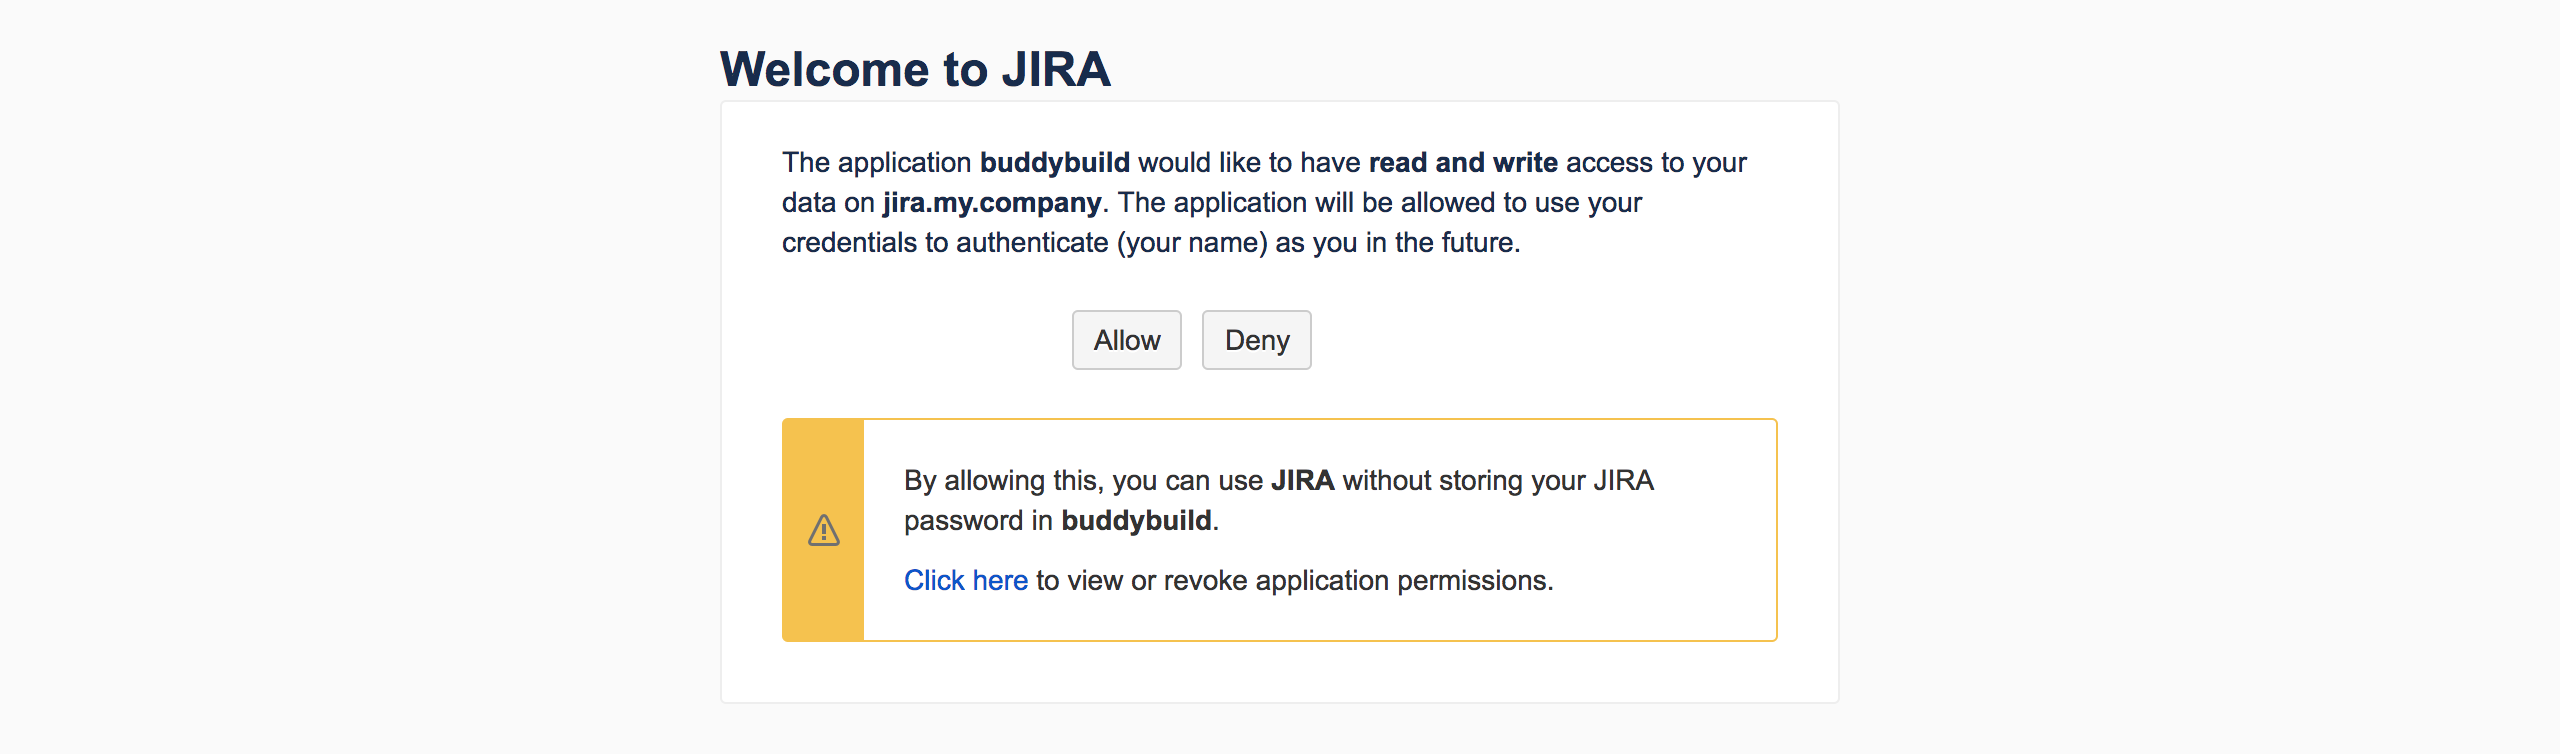 Welcome to JIRA
The application buddybuild would like to have read and write access to your
data on jira.my.company. The application will be allowed to use your
credentials to authenticate (your name) as you in the future.
Allow Deny
By allowing this, you can use JIRA without storing your JIRA
password in buddybuild.
Click here to view or revoke application permissions.